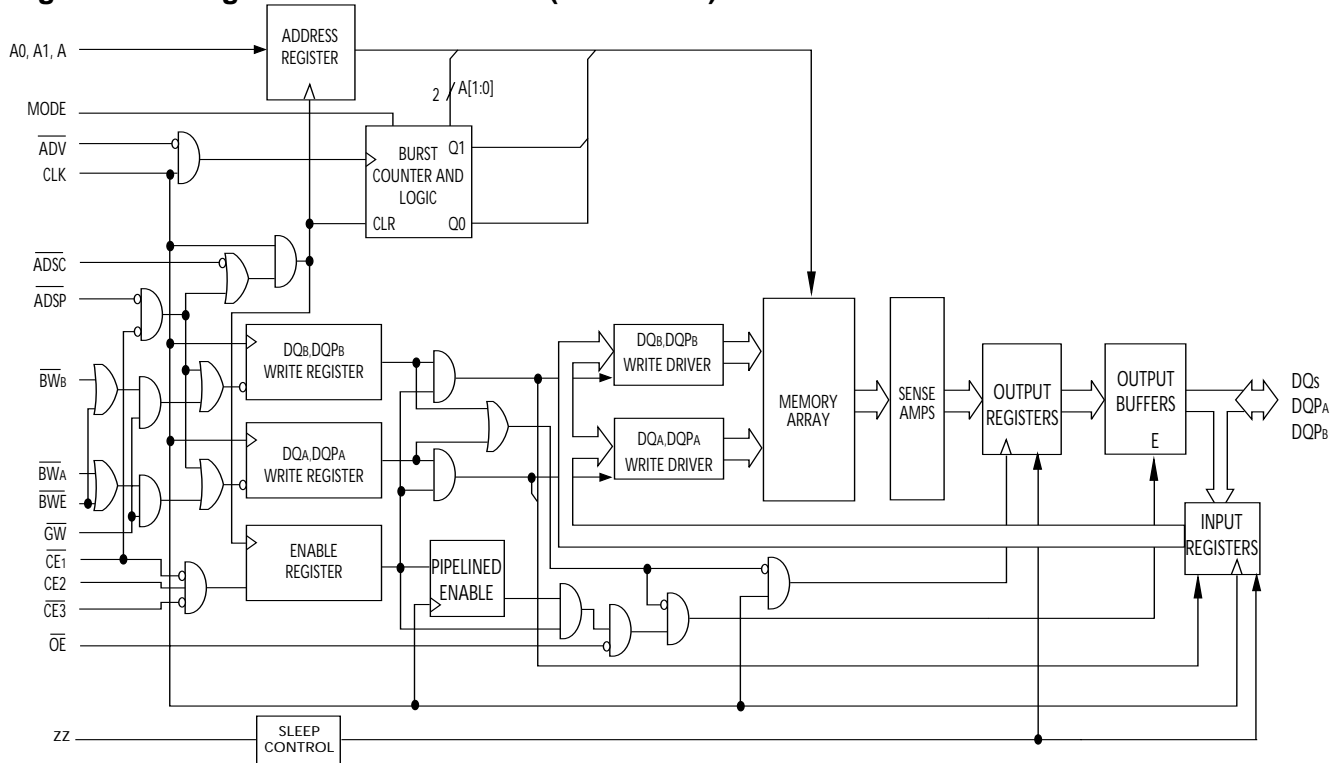 ADDRESS
REGISTER
A0, A1, A
2
A[1:0]
MODE
ADV
CLK
BURST
COUNTER AND
LOGIC
Q1
CLR
Q0
ADSC
ADSP
DQB,DQPB
WRITE REGISTER
DQB,DQPB
WRITE DRIVER
BWB
MEMORY
ARRAY
SENSE
AMPS
OUTPUT
REGISTERS
OUTPUT
BUFFERS
E
DQS
DQPA
DQPB
DQA,DQPA
WRITE REGISTER
DQA,DQPA
WRITE DRIVER
BWA
BWE
GW
CE1
CE2
CE3
ENABLE
REGISTER
PIPELINED
ENABLE
INPUT
REGISTERS
OE
ZZ
SLEEP
CONTROL